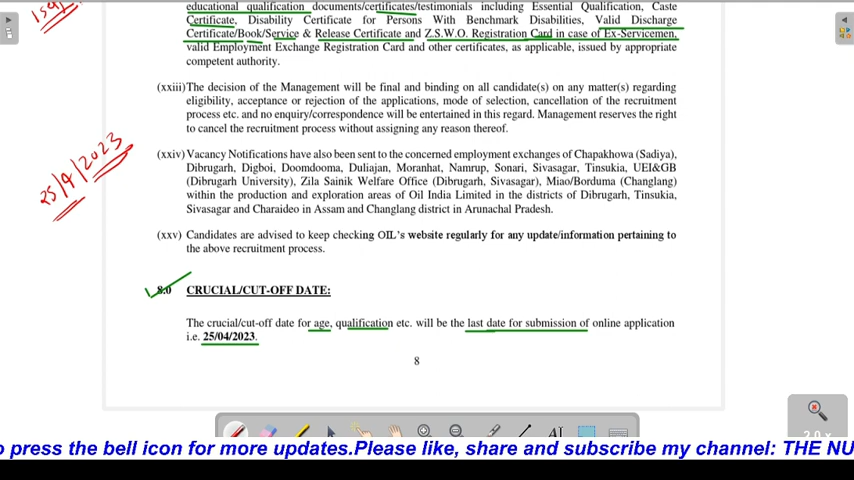 educational qualification documents/certificates/testimonials including Essential Qualification, Caste
Certificate, Disability Certificate for Persons With Benchmark Disabilities, Valid Discharge
Certificate/Book/Service & Release Certificate and Z.S.W.O. Registration Card in case of Ex-Servicemen,
valid Employment Exchange Registration Card and other certificates, as applicable, issued by appropriate
competent authority.
(xxiii) The decision of the Management will be final and binding on all candidate(s) on any matter(s) regarding
eligibility, acceptance or rejection of the applications, mode of selection, cancellation of the recruitment
process etc. and no enquiry/correspondence will be entertained in this regard. Management reserves the right
to cancel the recruitment process without assigning any reason thereof.
25/4/2023
(xxiv) Vacancy Notifications have also been sent to the concerned employment exchanges of Chapakhowa (Sadiya),
Dibrugarh, Digboi, Doomdooma, Duliajan, Moranhat, Namrup, Sonari, Sivasagar, Tinsukia, UEI&GB
(Dibrugarh University), Zila Sainik Welfare Office (Dibrugarh, Sivasagar), Miao/Borduma (Changlang)
within the production and exploration areas of Oil India Limited in the districts of Dibrugarh, Tinsukia,
Sivasagar and Charaideo in Assam and Changlang district in Arunachal Pradesh.
(xxv) Candidates are advised to keep checking OIL's website regularly for any update/information pertaining to
the above recruitment process.
8.0 CRUCIAL/CUT-OFF DATE:
The crucial/cut-off date for age, qualification etc. will be the last date for submission of online application
i.e. 25/04/2023.
8
press the bell icon for more updates.Please like, share and subscribe my channel: THE NU